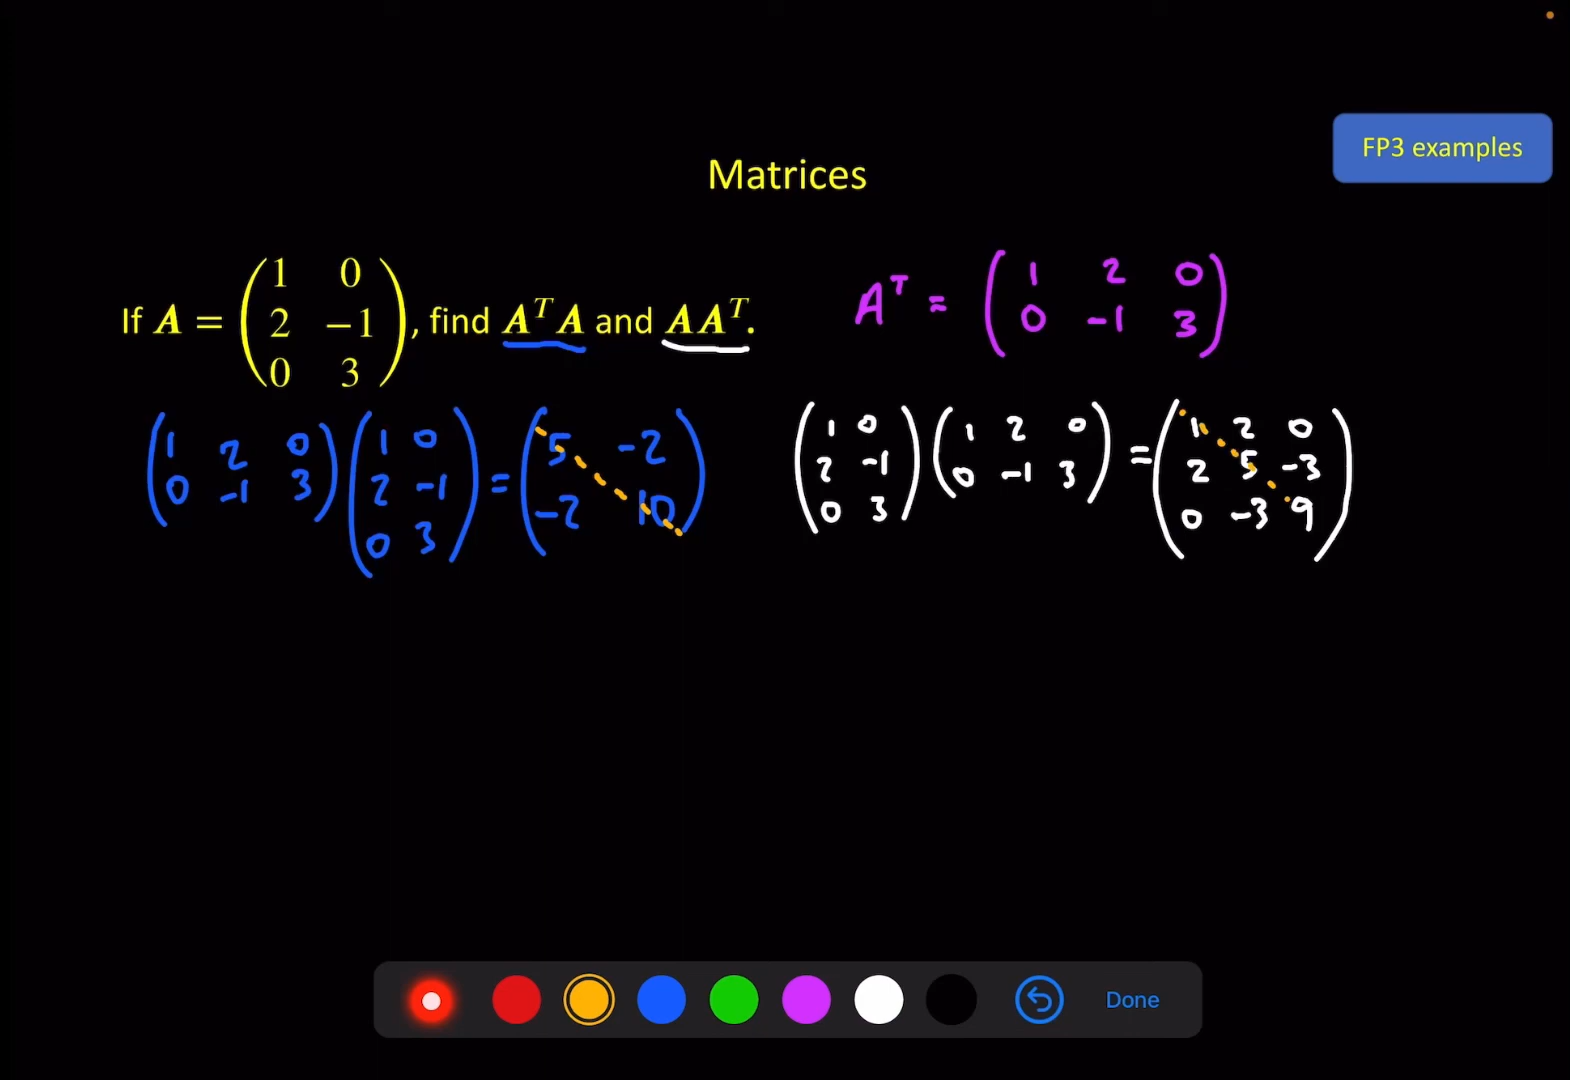 FP3 examples
Matrices
If A = (1 0
2 −1
0 3), find AᵀA and AAᵀ.
Aᵀ = (1 2 0
0 -1 3)
(1 2 0
0 -1 3) (1 0
2 -1
0 3) = (5 -2
-2 10)
(1 0
2 -1
0 3) (1 2 0
0 -1 3) = (1 2 0
2 5 -3
0 -3 9)
Done